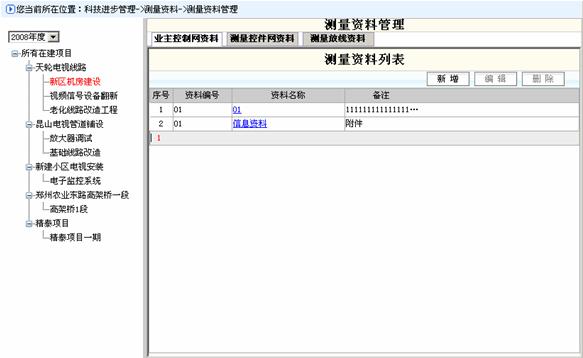 您当前所在位置：科技进步管理->测量资料->测量资料管理
2008年度
所有在建项目
天轮电视线路
新区机房建设
视频信号设备翻新
老化线路改造工程
昆山电视管道铺设
放大器调试
基础线路改造
新建小区电视安装
电子监控系统
郑州农业东路高架桥一段
高架桥1段
精泰项目
精泰项目一期
测量资料管理
业主控制网资料 测量控件网资料 测量放线资料
测量资料列表
新 增 编 辑 删 除
序号 资料编号 资料名称 备注
1 01 01 111111111111111…
2 01 信息资料 附件
1